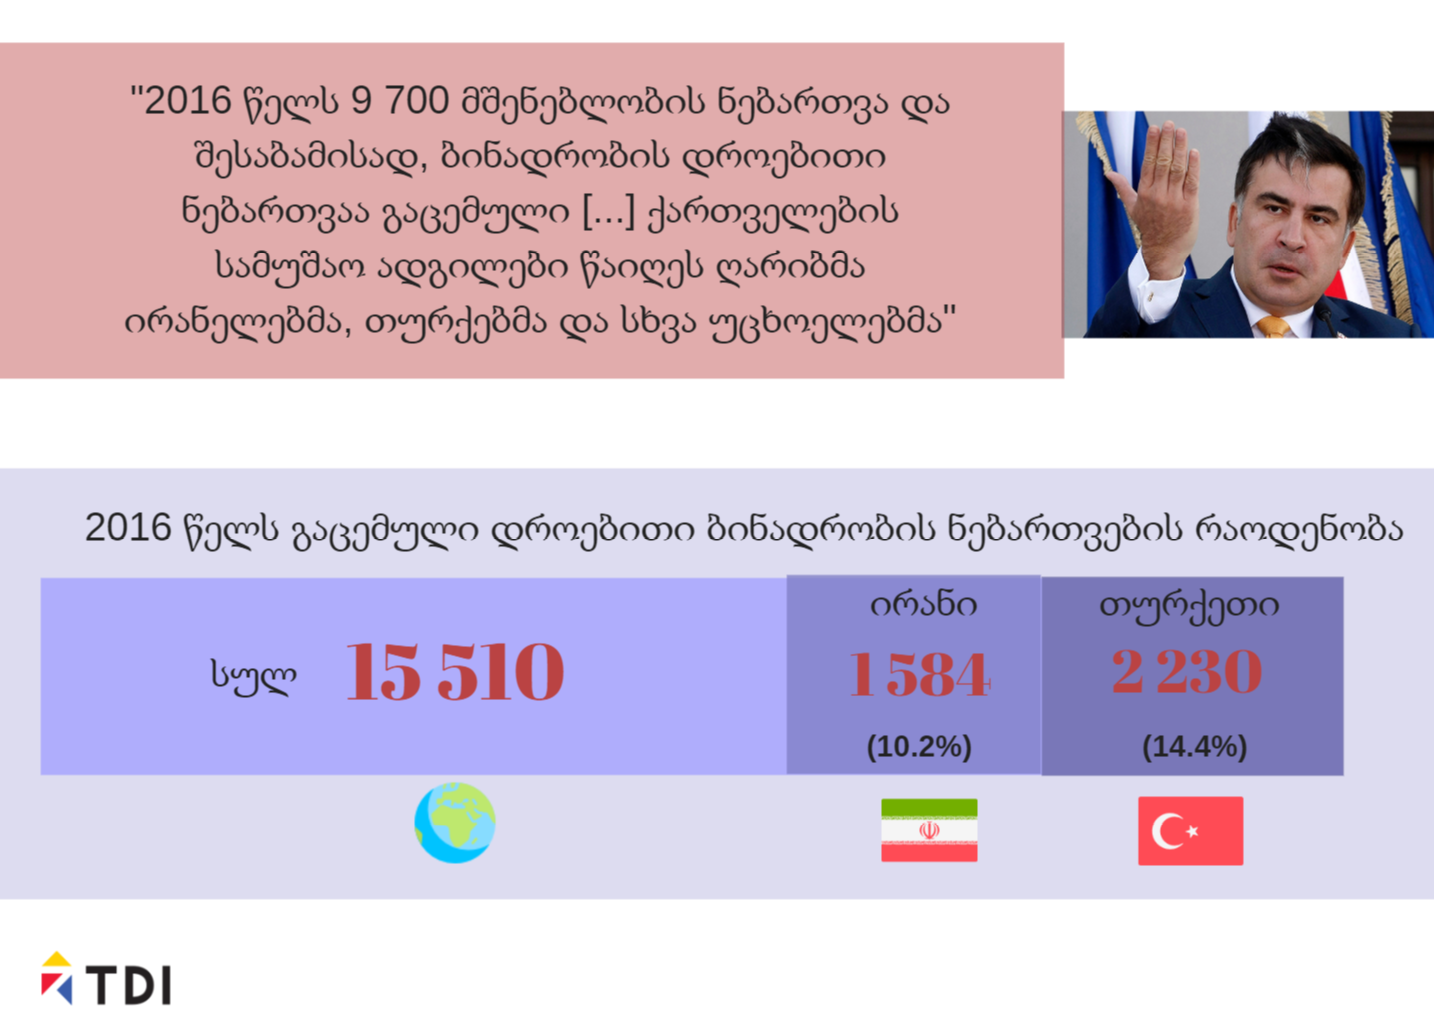 "2016 წელს 9 700 მშენებლობის ნებართვა და
შესაბამისად, ბინადრობის დროებითი
ნებართვაა გაცემული [...] ქართველების
სამუშაო ადგილები წაიღეს ღარიბმა
ირანელებმა, თურქებმა და სხვა უცხოელებმა"
2016 წელს გაცემული დროებითი ბინადრობის ნებართვების რაოდენობა
სულ 15 510
ირანი
1 584
(10.2%)
თურქეთი
2 230
(14.4%)
TDI